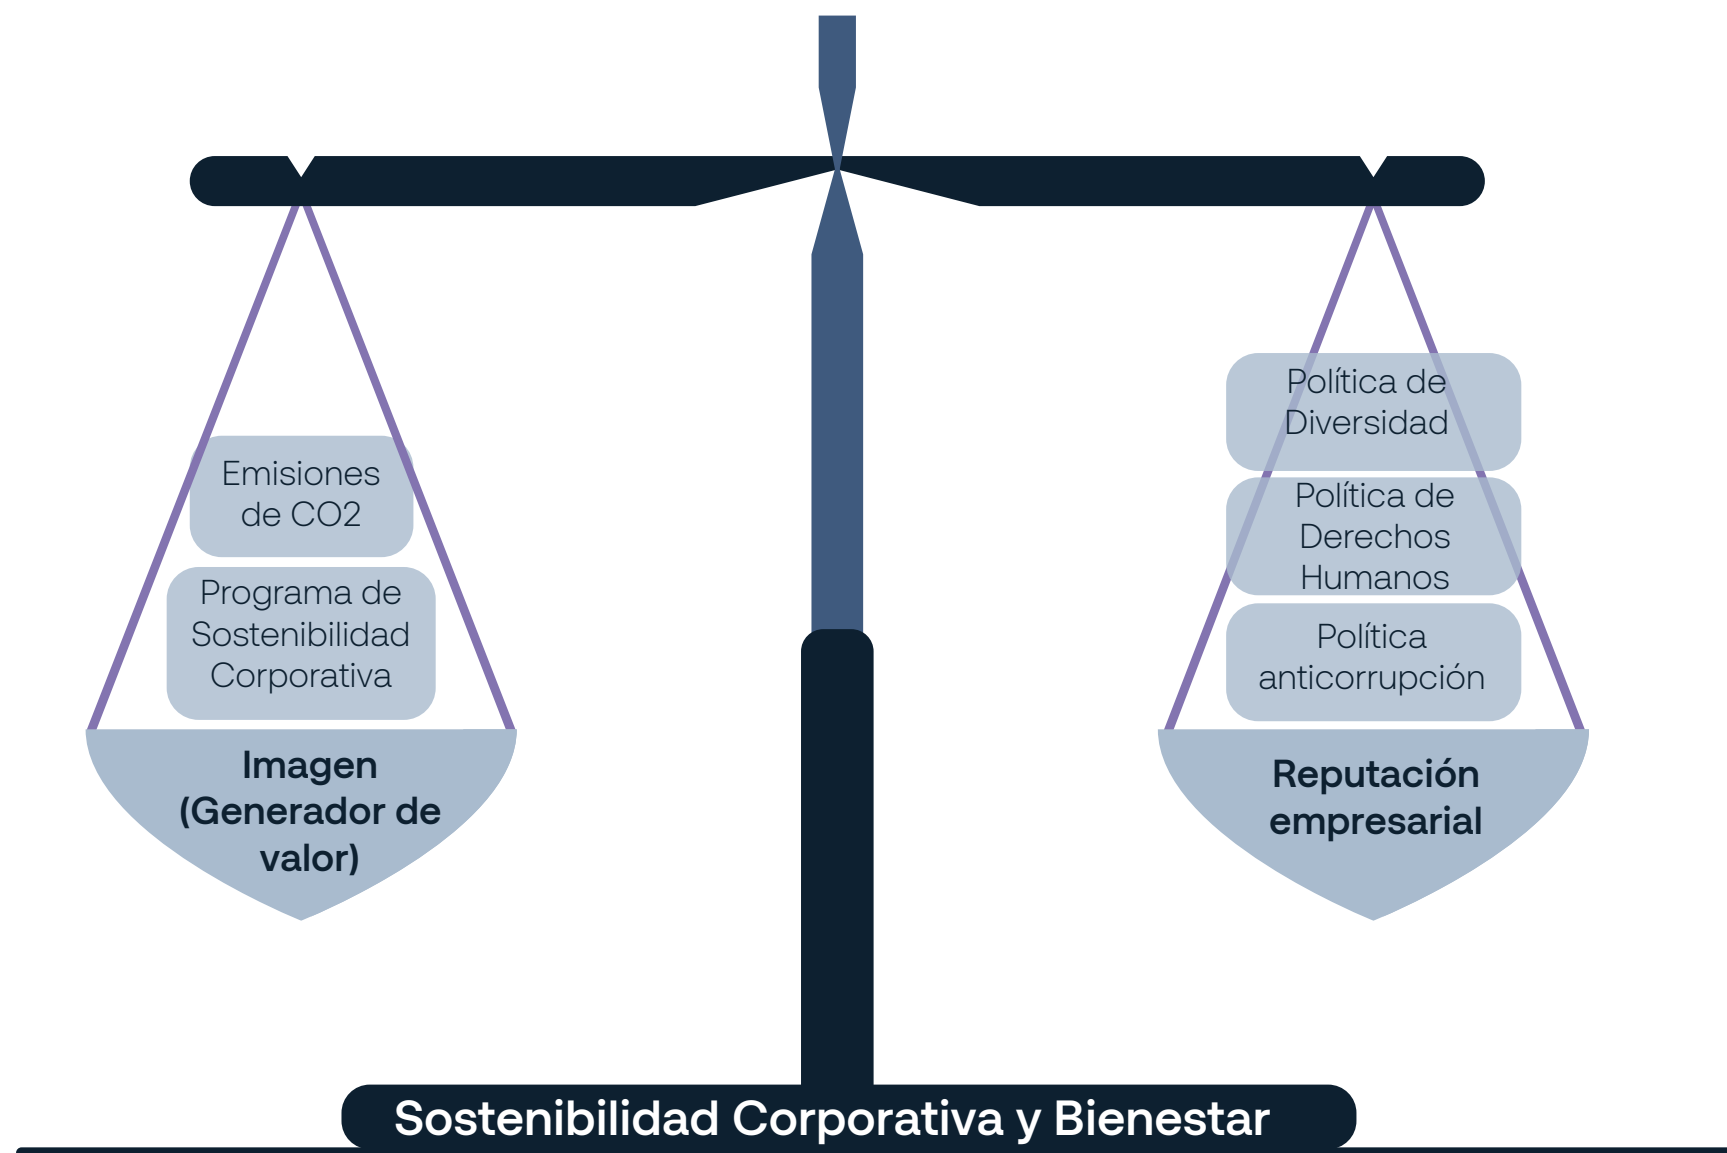 Emisiones
de CO2
Programa de
Sostenibilidad
Corporativa
Imagen
(Generador de
valor)
Política de
Diversidad
Política de
Derechos
Humanos
Política
anticorrupción
Reputación
empresarial
Sostenibilidad Corporativa y Bienestar